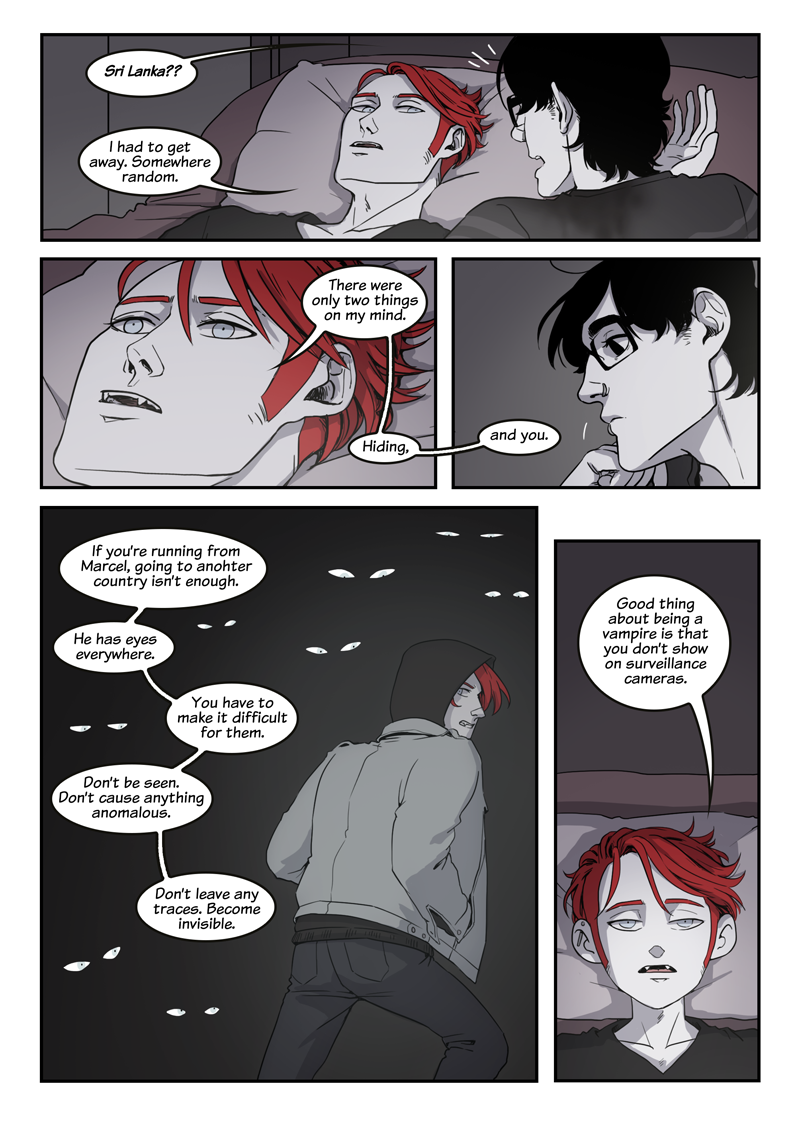 Sri Lanka??
I had to get
away. Somewhere
random.
There were
only two things
on my mind.
Hiding,
and you.
If you're running from
Marcel, going to anohter
country isn't enough.
He has eyes
everywhere.
You have to
make it difficult
for them.
Don't be seen.
Don't cause anything
anomalous.
Don't leave any
traces. Become
invisible.
Good thing
about being a
vampire is that
you don't show
on surveillance
cameras.